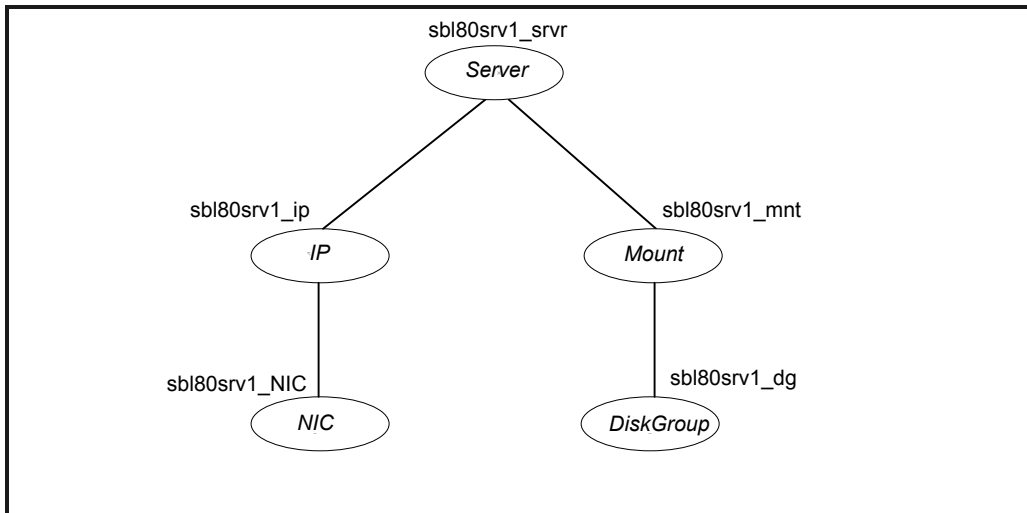 sbl80srv1_srvr
Server
sbl80srv1_ip
sbl80srv1_mnt
IP
Mount
sbl80srv1_NIC
sbl80srv1_dg
NIC
DiskGroup